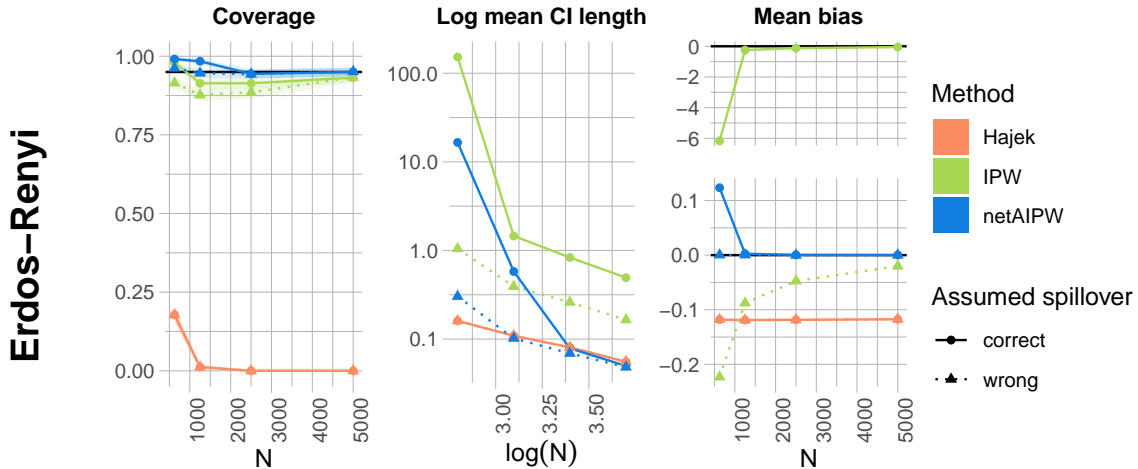 Coverage
Log mean CI length
Mean bias
Erdos−Renyi
1.00
0.75
0.50
0.25
0.00
1000
2000
3000
4000
5000
N
100.0
10.0
1.0
0.1
3.00
3.25
3.50
log(N)
0
−2
−4
−6
0.1
0.0
−0.1
−0.2
1000
2000
3000
4000
5000
N
Method
Hajek
IPW
netAIPW
Assumed spillover
correct
wrong